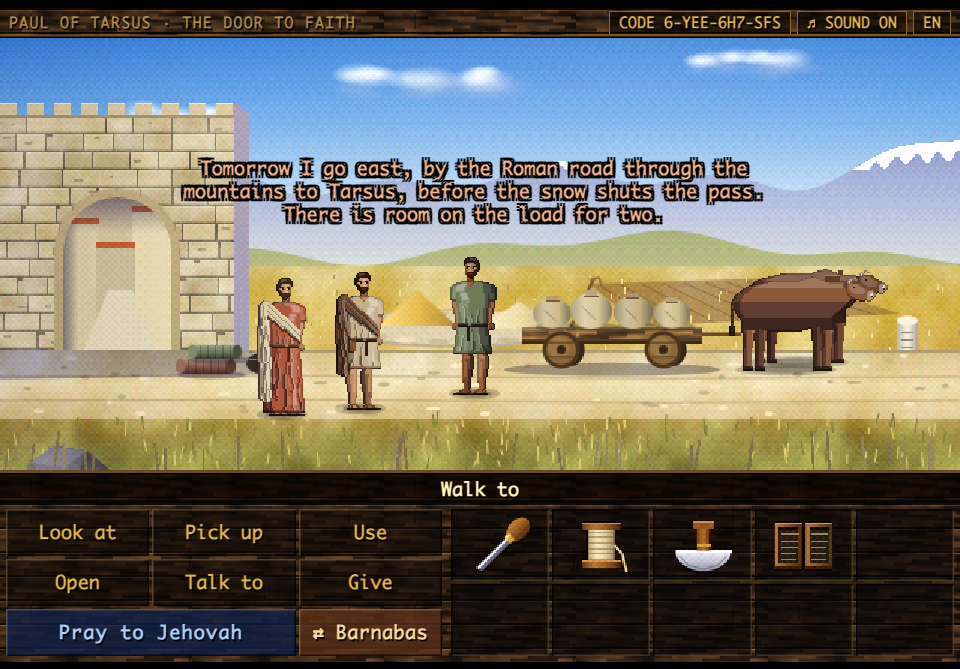 PAUL OF TARSUS · THE DOOR TO FAITH
CODE 6-YEE-6H7-SFS
♬ SOUND ON
EN
Tomorrow I go east, by the Roman road through the
mountains to Tarsus, before the snow shuts the pass.
There is room on the load for two.
Walk to
Look at
Pick up
Use
Open
Talk to
Give
Pray to Jehovah
⇄ Barnabas